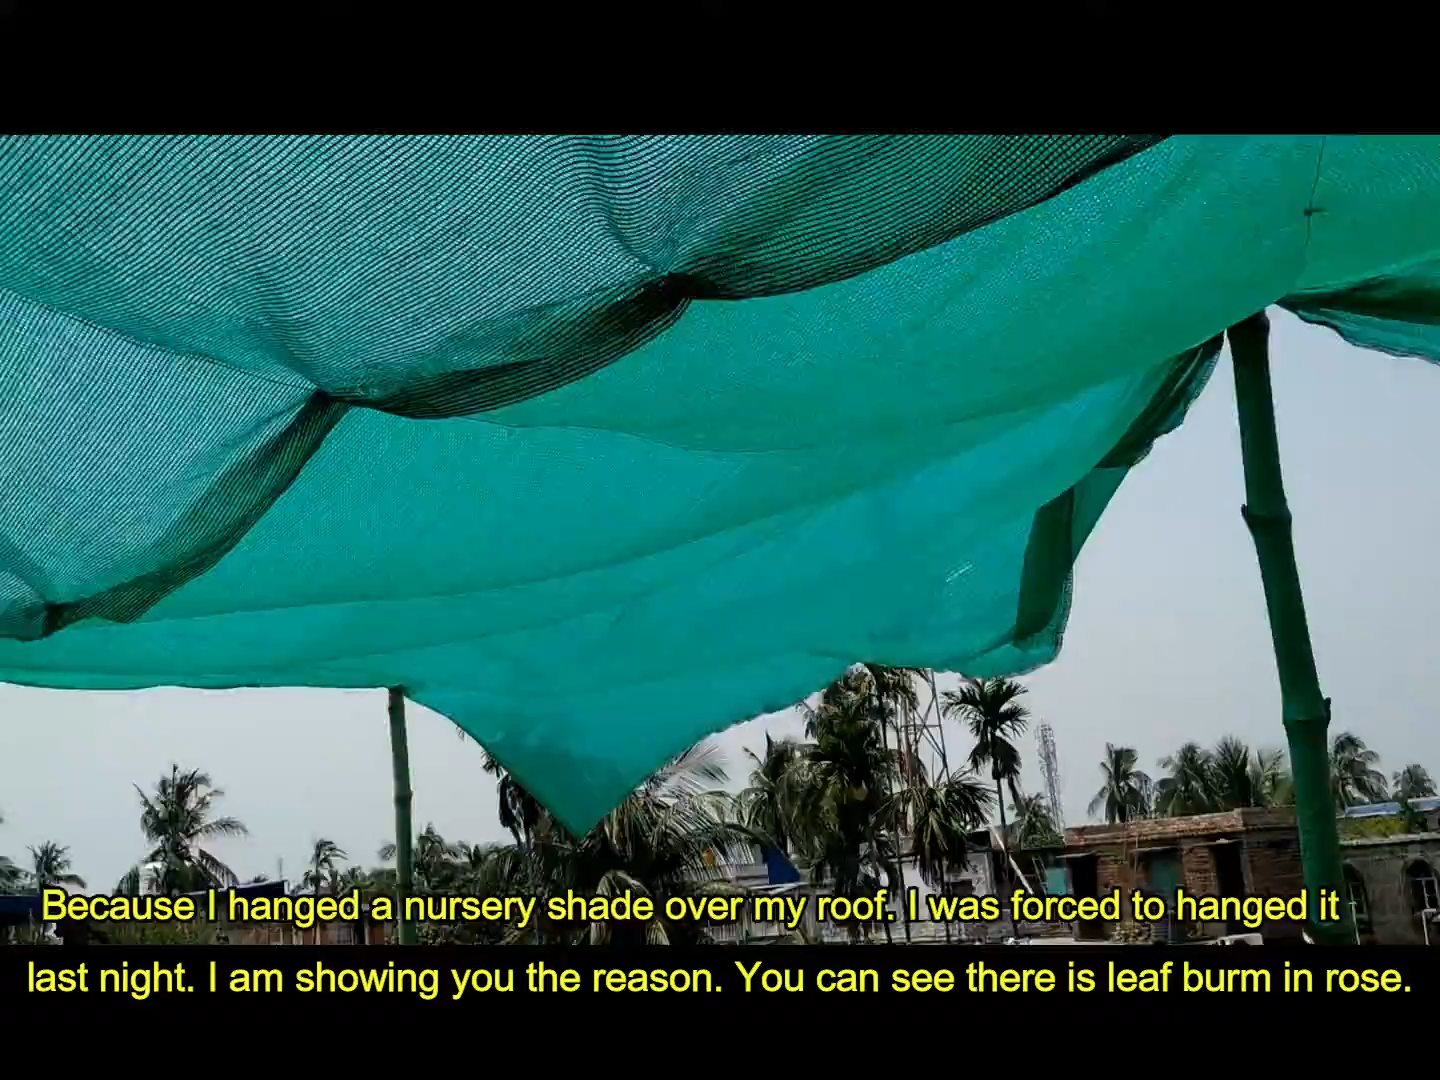 Because I hanged a nursery shade over my roof. I was forced to hanged it
last night. I am showing you the reason. You can see there is leaf burm in rose.